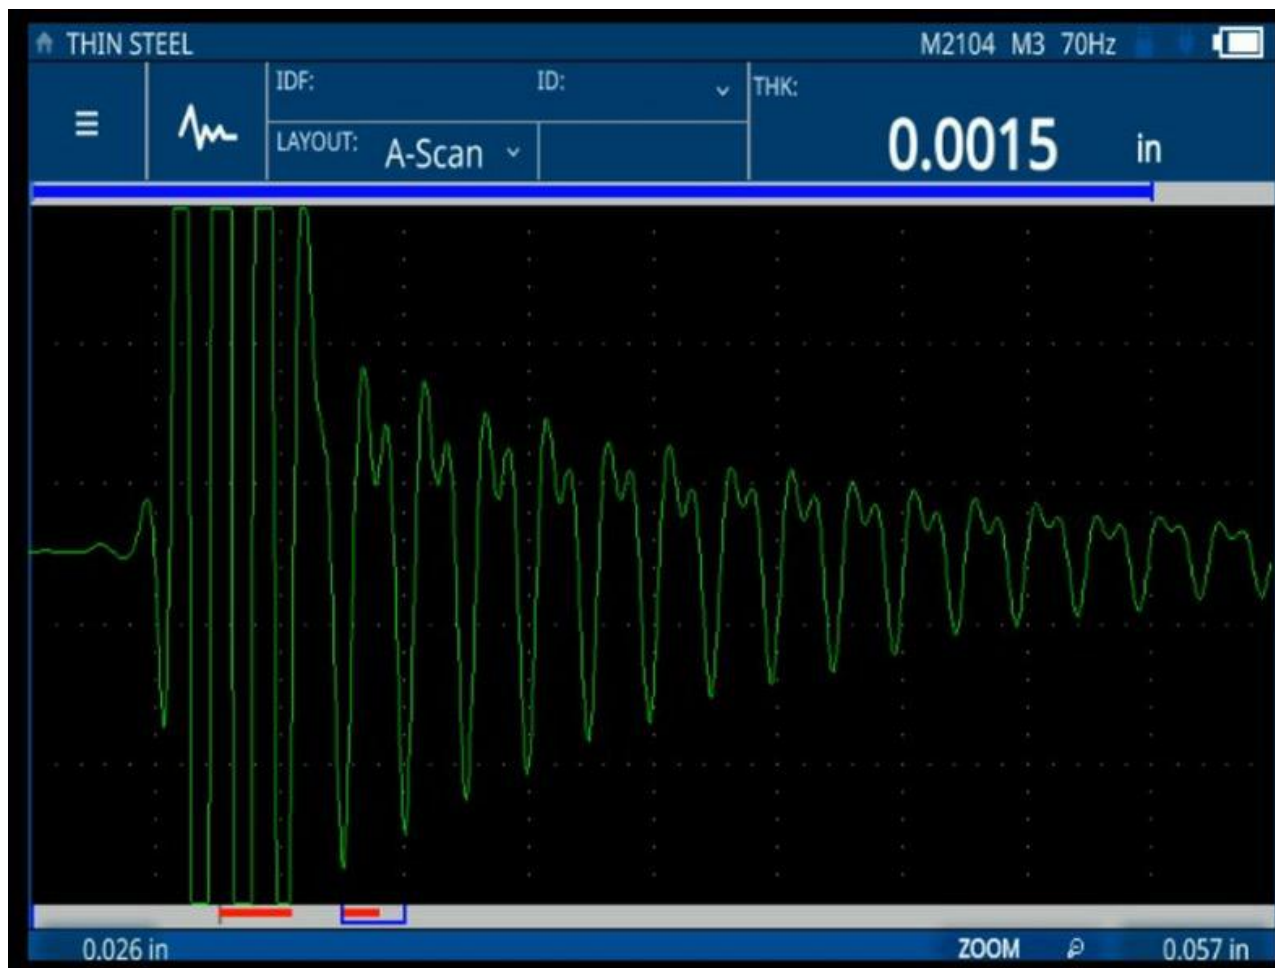 THIN STEEL M2104 M3 70Hz
IDF: ID: THK:
LAYOUT: A-Scan 0.0015 in
0.026 in ZOOM 0.057 in